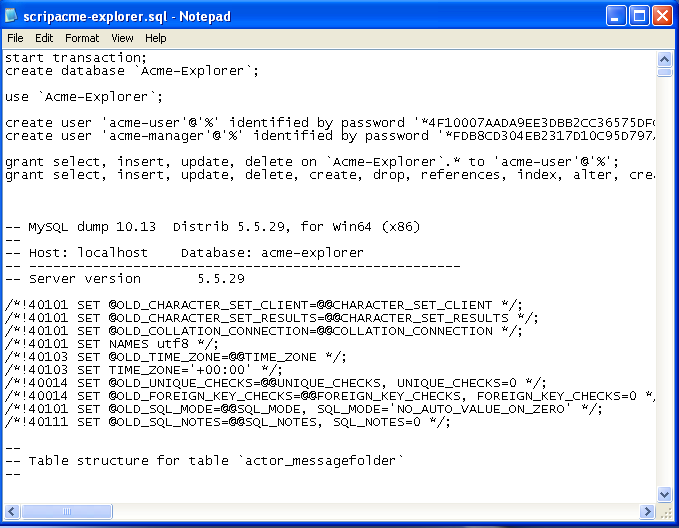 scripacme-explorer.sql - Notepad
File Edit Format View Help
start transaction;
create database `Acme-Explorer`;
use `Acme-Explorer`;
create user 'acme-user'@'%' identified by password '*4F10007AADA9EE3DBB2CC36575DF
create user 'acme-manager'@'%' identified by password '*FDB8CD304EB2317D10C95D797
grant select, insert, update, delete on `Acme-Explorer`.* to 'acme-user'@'%';
grant select, insert, update, delete, create, drop, references, index, alter, crea
-- MySQL dump 10.13  Distrib 5.5.29, for Win64 (x86)
--
-- Host: localhost    Database: acme-explorer
-- ------------------------------------------------------
-- Server version       5.5.29
/*!40101 SET @OLD_CHARACTER_SET_CLIENT=@@CHARACTER_SET_CLIENT */;
/*!40101 SET @OLD_CHARACTER_SET_RESULTS=@@CHARACTER_SET_RESULTS */;
/*!40101 SET @OLD_COLLATION_CONNECTION=@@COLLATION_CONNECTION */;
/*!40101 SET NAMES utf8 */;
/*!40103 SET @OLD_TIME_ZONE=@@TIME_ZONE */;
/*!40103 SET TIME_ZONE='+00:00' */;
/*!40014 SET @OLD_UNIQUE_CHECKS=@@UNIQUE_CHECKS, UNIQUE_CHECKS=0 */;
/*!40014 SET @OLD_FOREIGN_KEY_CHECKS=@@FOREIGN_KEY_CHECKS, FOREIGN_KEY_CHECKS=0 */
/*!40101 SET @OLD_SQL_MODE=@@SQL_MODE, SQL_MODE='NO_AUTO_VALUE_ON_ZERO' */;
/*!40111 SET @OLD_SQL_NOTES=@@SQL_NOTES, SQL_NOTES=0 */;
--
-- Table structure for table `actor_messagefolder`
--